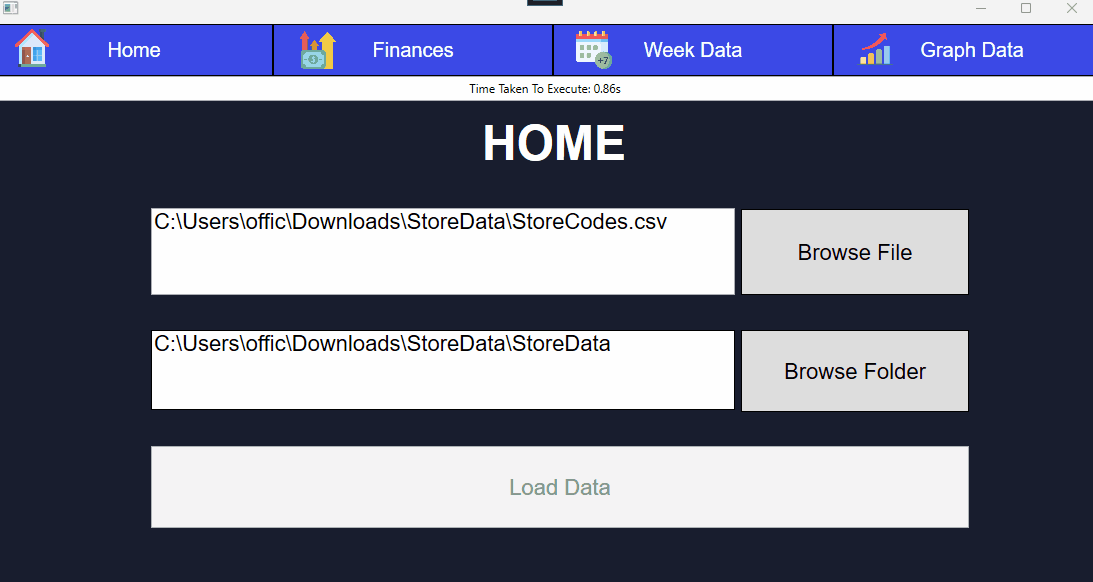 Home Finances +7 Week Data Graph Data
Time Taken To Execute: 0.86s
HOME
C:\Users\offic\Downloads\StoreData\StoreCodes.csv
Browse File
C:\Users\offic\Downloads\StoreData\StoreData
Browse Folder
Load Data